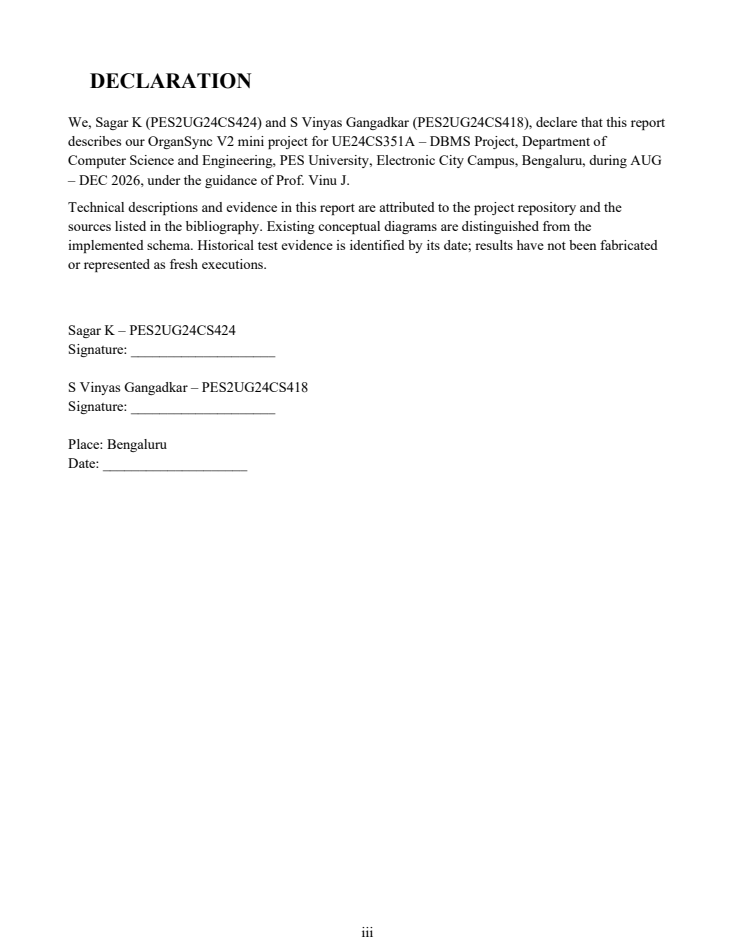 DECLARATION
We, Sagar K (PES2UG24CS424) and S Vinyas Gangadkar (PES2UG24CS418), declare that this report
describes our OrganSync V2 mini project for UE24CS351A – DBMS Project, Department of
Computer Science and Engineering, PES University, Electronic City Campus, Bengaluru, during AUG
– DEC 2026, under the guidance of Prof. Vinu J.
Technical descriptions and evidence in this report are attributed to the project repository and the
sources listed in the bibliography. Existing conceptual diagrams are distinguished from the
implemented schema. Historical test evidence is identified by its date; results have not been fabricated
or represented as fresh executions.
Sagar K – PES2UG24CS424
Signature: ____________________
S Vinyas Gangadkar – PES2UG24CS418
Signature: ____________________
Place: Bengaluru
Date: ____________________
iii